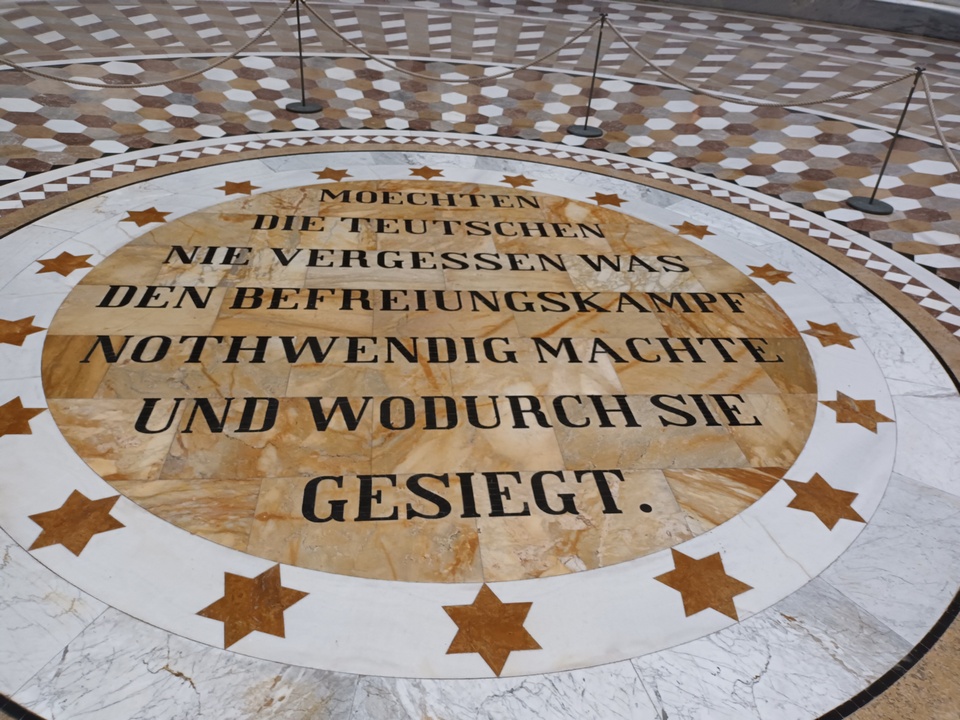 MOECHTEN
DIE TEUTSCHEN
NIE VERGESSEN WAS
DEN BEFREIUNGSKAMPF
NOTHWENDIG MACHTE
UND WODURCH SIE
GESIEGT.